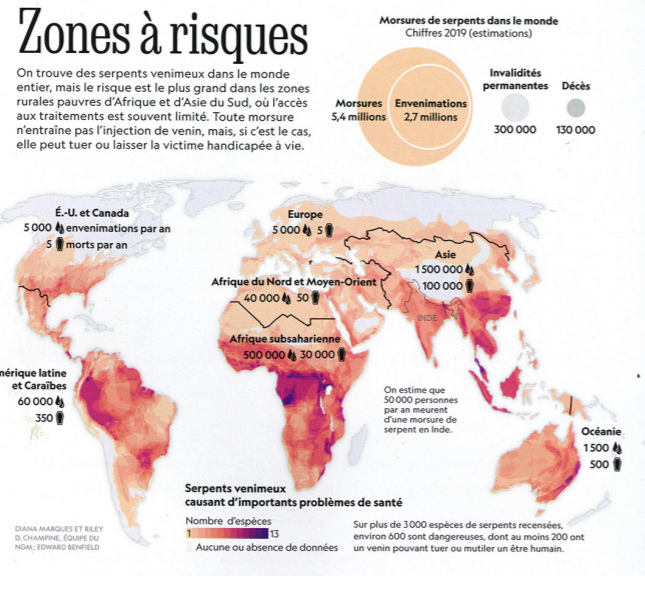 Zones à risques
On trouve des serpents venimeux dans le monde
entier, mais le risque est le plus grand dans les zones
rurales pauvres d'Afrique et d'Asie du Sud, où l'accès
aux traitements est souvent limité. Toute morsure
n'entraîne pas l'injection de venin, mais, si c'est le cas,
elle peut tuer ou laisser la victime handicapée à vie.
Morsures de serpents dans le monde
Chiffres 2019 (estimations)
Morsures
5,4 millions
Envenimations
2,7 millions
Invalidités
permanentes
300 000
Décès
130 000
É.-U. et Canada
5 000 envenimations par an
5 morts par an
Europe
5 000 5
Asie
1 500 000
100 000
Afrique du Nord et Moyen-Orient
40 000 50
INDE
Afrique subsaharienne
500 000 30 000
mérique latine
et Caraïbes
60 000
350
On estime que
50 000 personnes
par an meurent
d'une morsure de
serpent en Inde.
Océanie
1 500
500
Serpents venimeux
causant d'importants problèmes de santé
Nombre d'espèces
1 13
Aucune ou absence de données
DIANA MARQUES ET RILEY
D. CHAMPINE, ÉQUIPE DU
NGM; EDWARD BENFIELD
Sur plus de 3 000 espèces de serpents recensées,
environ 600 sont dangereuses, dont au moins 200 ont
un venin pouvant tuer ou mutiler un être humain.